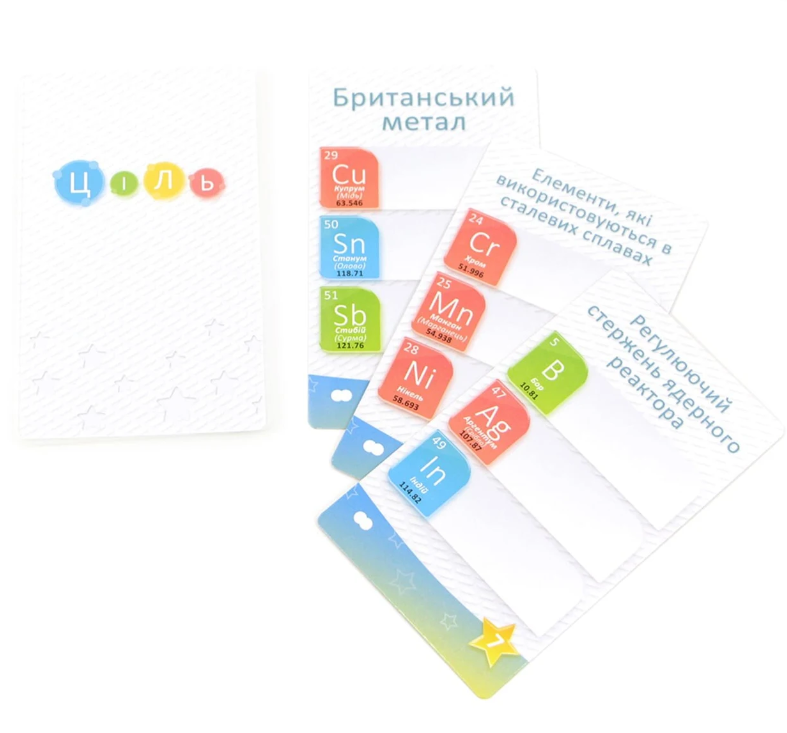 ЦІЛЬ
Британський
метал
29
Cu
Купрум
(Мідь)
63.546
50
Sn
Станум
(Олово)
118.71
51
Sb
Стибій
(Сурма)
121.76
Елементи, які
використовуються в
сталевих сплавах
24
Cr
Хром
51.996
25
Mn
Манган
(Марганець)
54.938
28
Ni
Нікель
58.693
Регулюючий
стержень ядерного
реактора
5
B
Бор
10.81
47
Ag
Аргентум
107.87
49
In
Індій
114.82
7